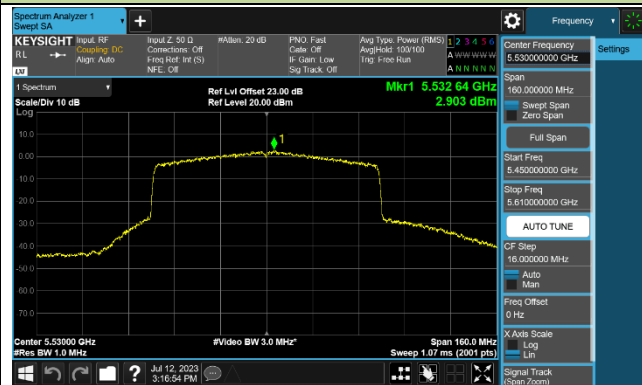 Spectrum Analyzer 1
Swept SA
Frequency
KEYSIGHT
Input: RF
Coupling: DC
Align: Auto
RL
LXI
Input Z: 50 Ω
Corrections: Off
Freq Ref: Int (S)
NFE: Off
#Atten: 20 dB
PNO: Fast
Gate: Off
IF Gain: Low
Sig Track: Off
Avg Type: Power (RMS)
Avg|Hold: 100/100
Trig: Free Run
1 2 3 4 5 6
A W W W W W
A N N N N N
1 Spectrum
Scale/Div 10 dB
Log
Ref Lvl Offset 23.00 dB
Ref Level 20.00 dBm
Mkr1 5.532 64 GHz
2.903 dBm
1
10.0
0.00
-10.0
-20.0
-30.0
-40.0
-50.0
-60.0
-70.0
Center 5.53000 GHz
#Res BW 1.0 MHz
#Video BW 3.0 MHz*
Span 160.0 MHz
Sweep 1.07 ms (2001 pts)
?
Jul 12, 2023
3:16:54 PM
Center Frequency
5.530000000 GHz
Settings
Span
160.000000 MHz
Swept Span
Zero Span
Full Span
Start Freq
5.450000000 GHz
Stop Freq
5.610000000 GHz
AUTO TUNE
CF Step
16.000000 MHz
Auto
Man
Freq Offset
0 Hz
X Axis Scale
Log
Lin
Signal Track
(Span Zoom)